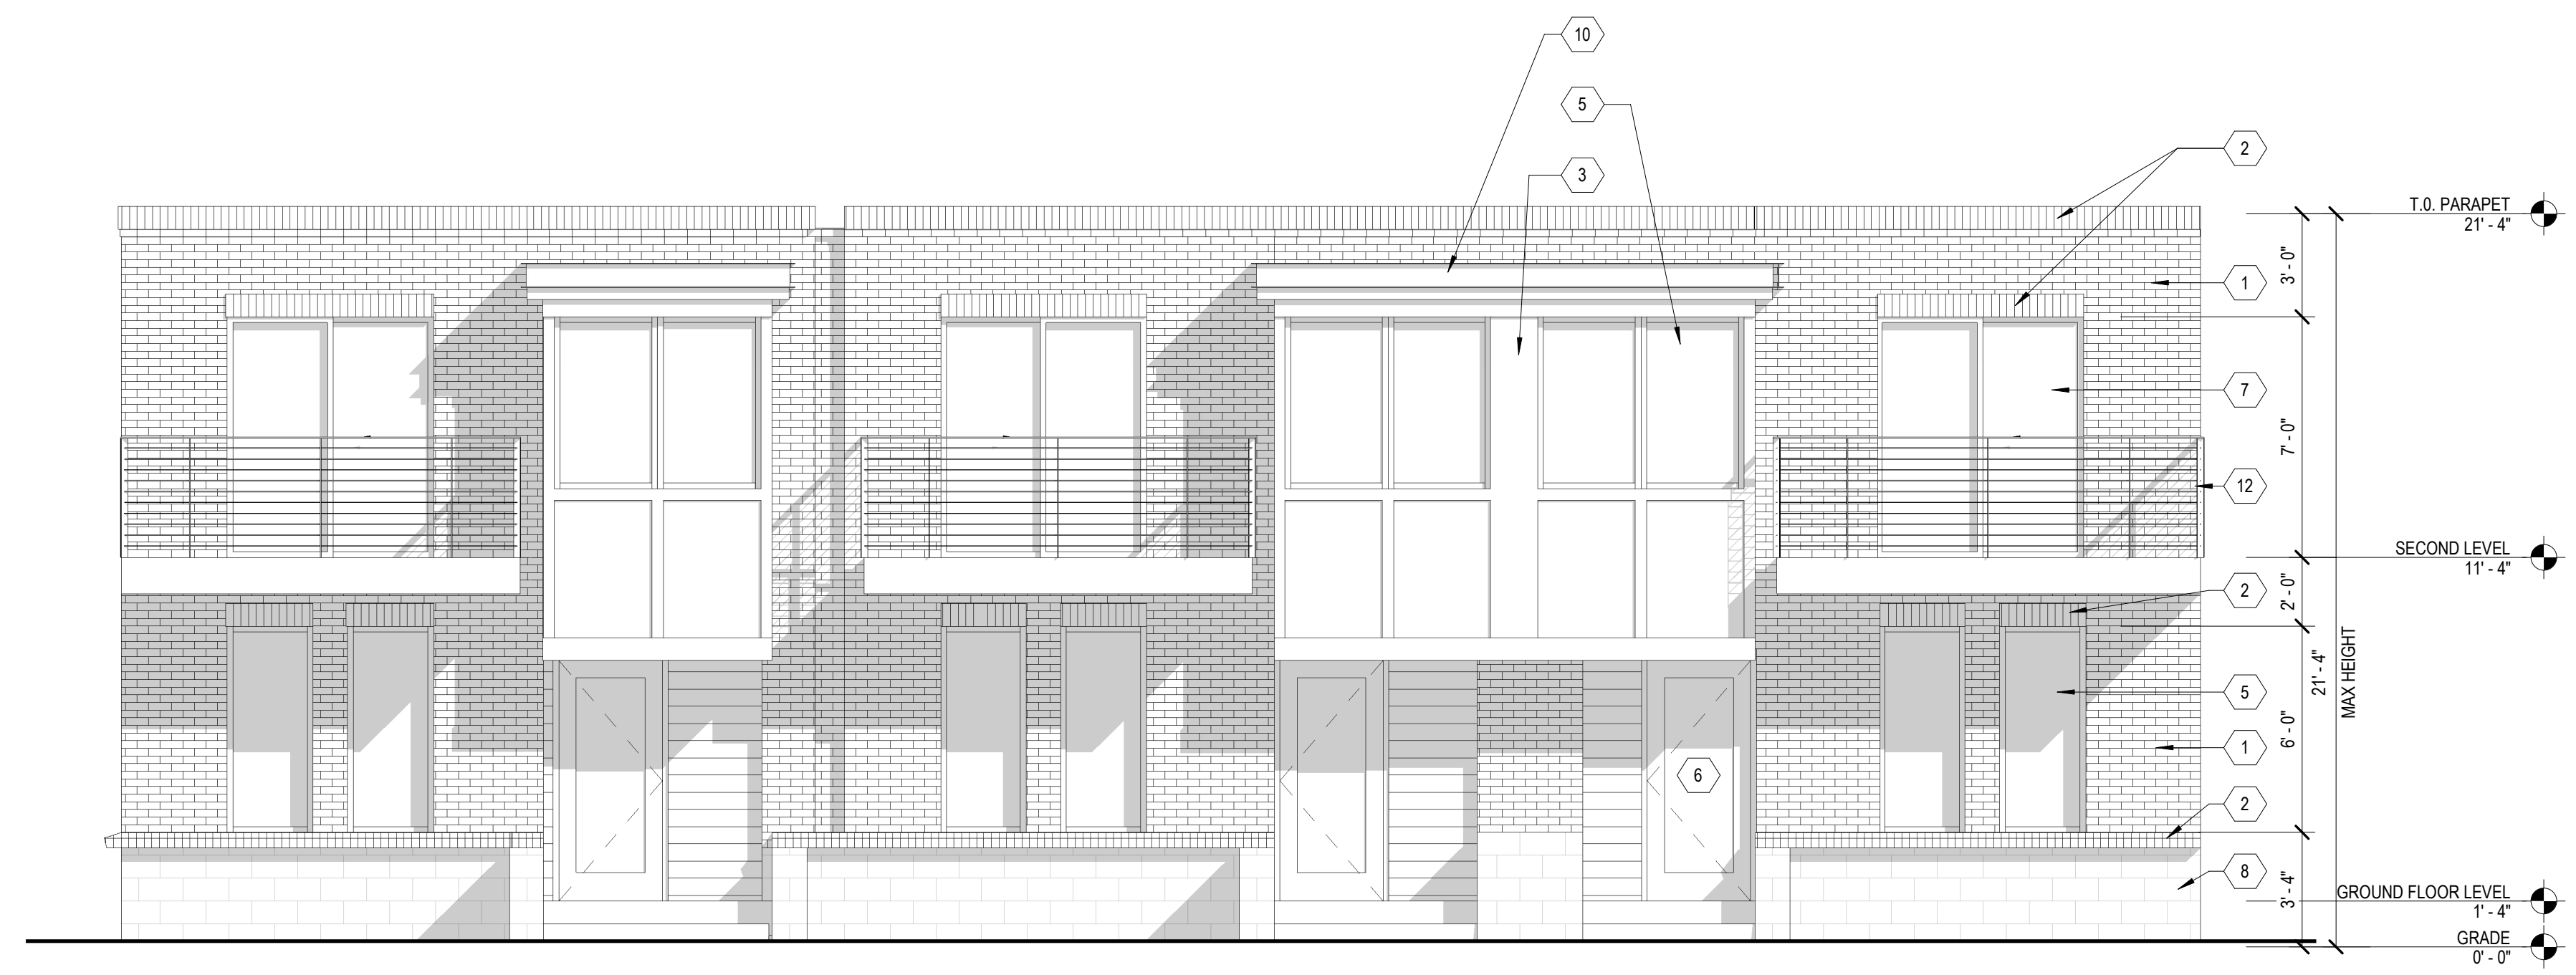 10
5
3
2
T.0. PARAPET
21' - 4"
1
3' - 0"
7
7' - 0"
12
SECOND LEVEL
11' - 4"
2
2' - 0"
21' - 4"
MAX HEIGHT
5
6' - 0"
1
6
2
8
3' - 4"
GROUND FLOOR LEVEL
1' - 4"
GRADE
0' - 0"